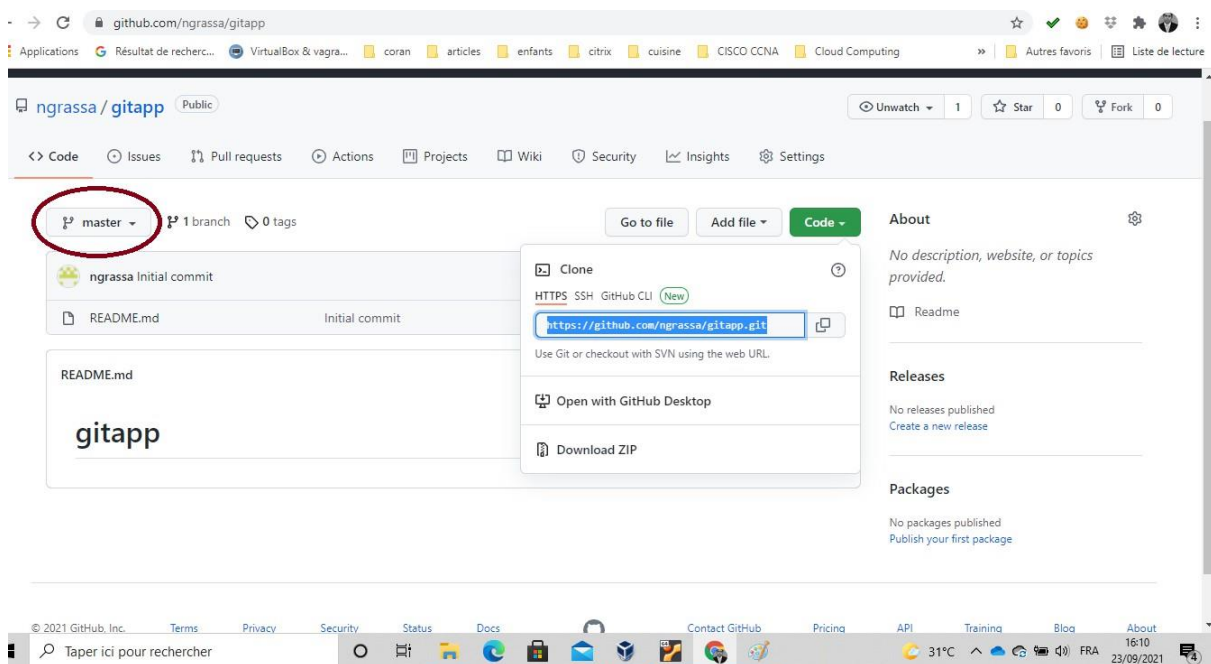 github.com/ngrassa/gitapp
Applications Résultat de recherc... VirtualBox & vagra... coran articles enfants citrix cuisine CISCO CCNA Cloud Computing » Autres favoris Liste de lecture
ngrassa / gitapp Public Unwatch 1 Star 0 Fork 0
<> Code Issues Pull requests Actions Projects Wiki Security Insights Settings
master 1 branch 0 tags Go to file Add file Code About
No description, website, or topics
provided.
ngrassa Initial commit Clone
HTTPS SSH GitHub CLI New
README.md Initial commit https://github.com/ngrassa/gitapp.git Readme
Use Git or checkout with SVN using the web URL.
README.md Releases
Open with GitHub Desktop
No releases published
Create a new release
gitapp
Download ZIP
Packages
No packages published
Publish your first package
© 2021 GitHub, Inc. Terms Privacy Security Status Docs Contact GitHub Pricing API Training Blog About
Taper ici pour rechercher 31°C FRA 16:10
23/09/2021 4